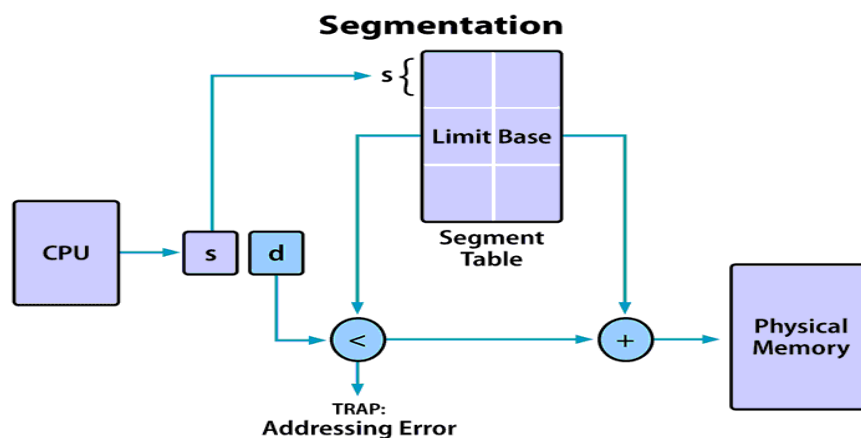 Segmentation
s {
Limit Base
CPU
s
d
Segment
Table
<
+
Physical
Memory
TRAP:
Addressing Error